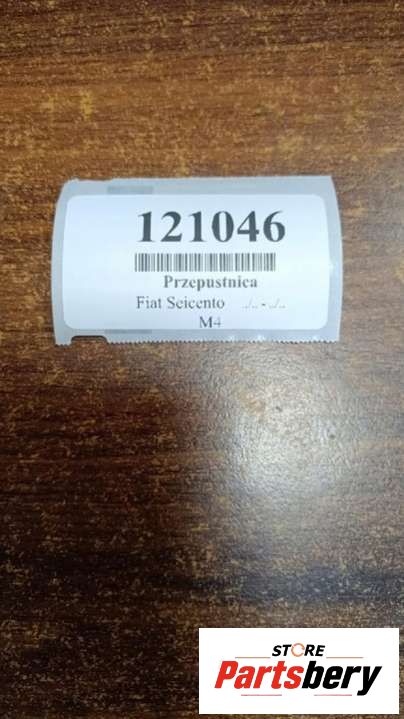 121046
Przepustnica
Fiat Seicento ../.. - ../..
M4
STORE
Partsbery